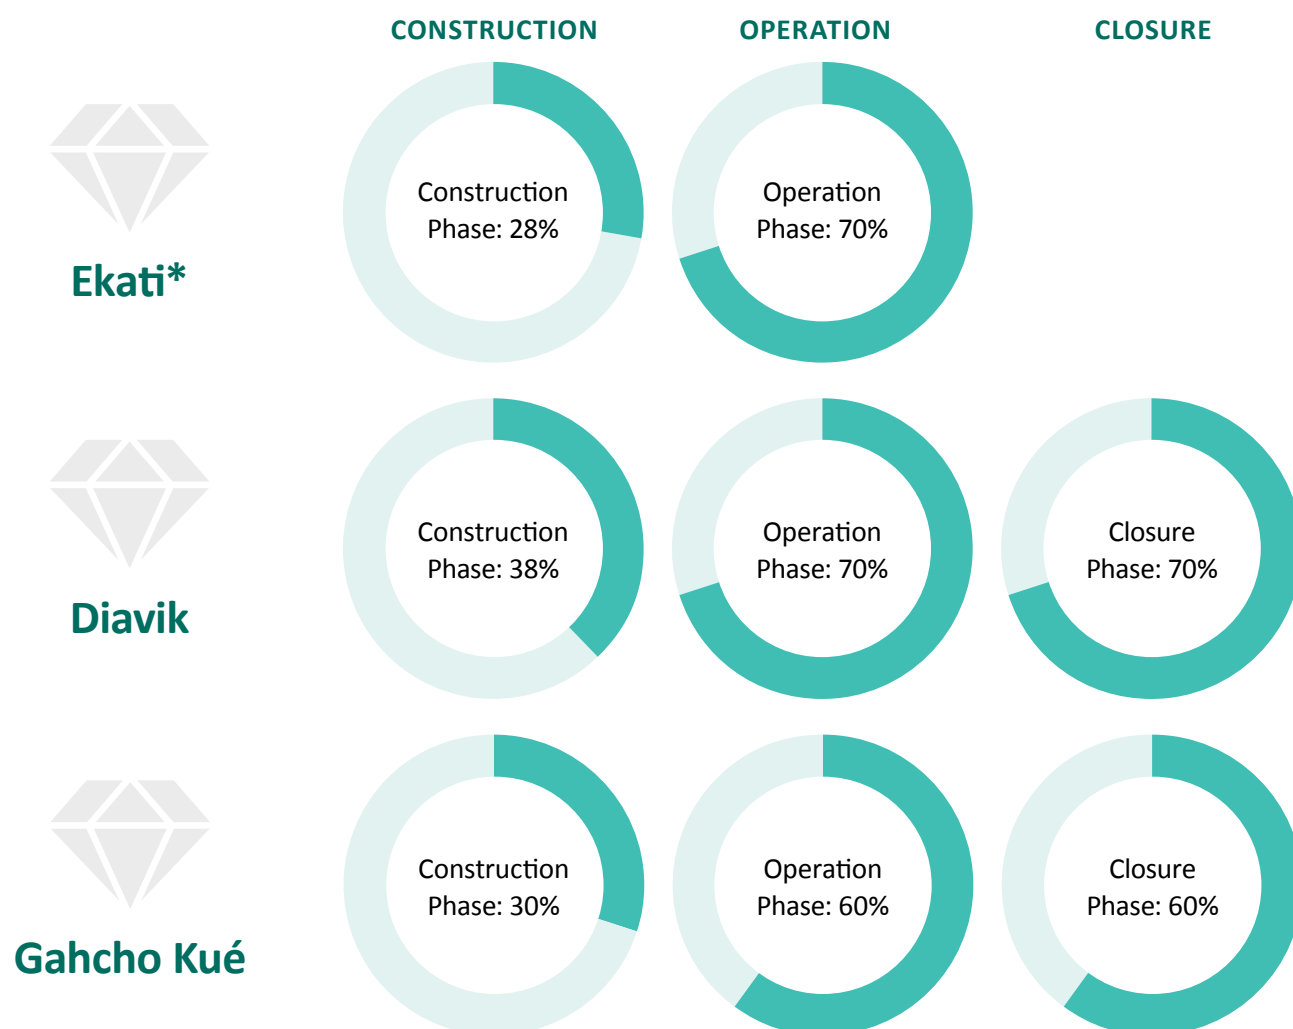 CONSTRUCTION
OPERATION
CLOSURE
Ekati*
Construction
Phase: 28%
Operation
Phase: 70%
Diavik
Construction
Phase: 38%
Operation
Phase: 70%
Closure
Phase: 70%
Gahcho Kué
Construction
Phase: 30%
Operation
Phase: 60%
Closure
Phase: 60%